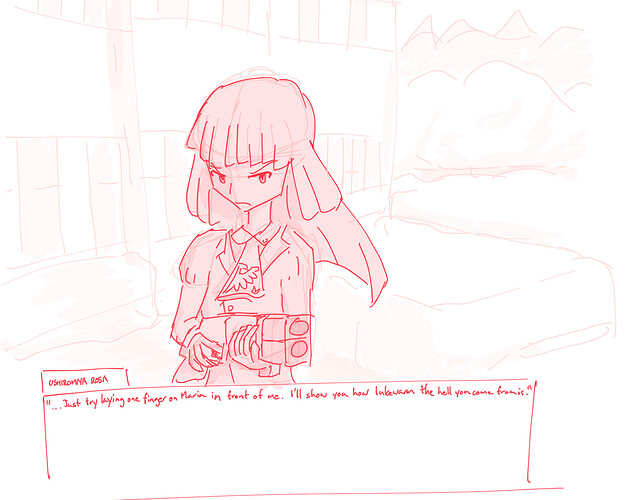 USHIROMIYA ROSA
"...Just try laying one finger on Maria in front of me. I'll show you how lukewarm the hell you come from is."